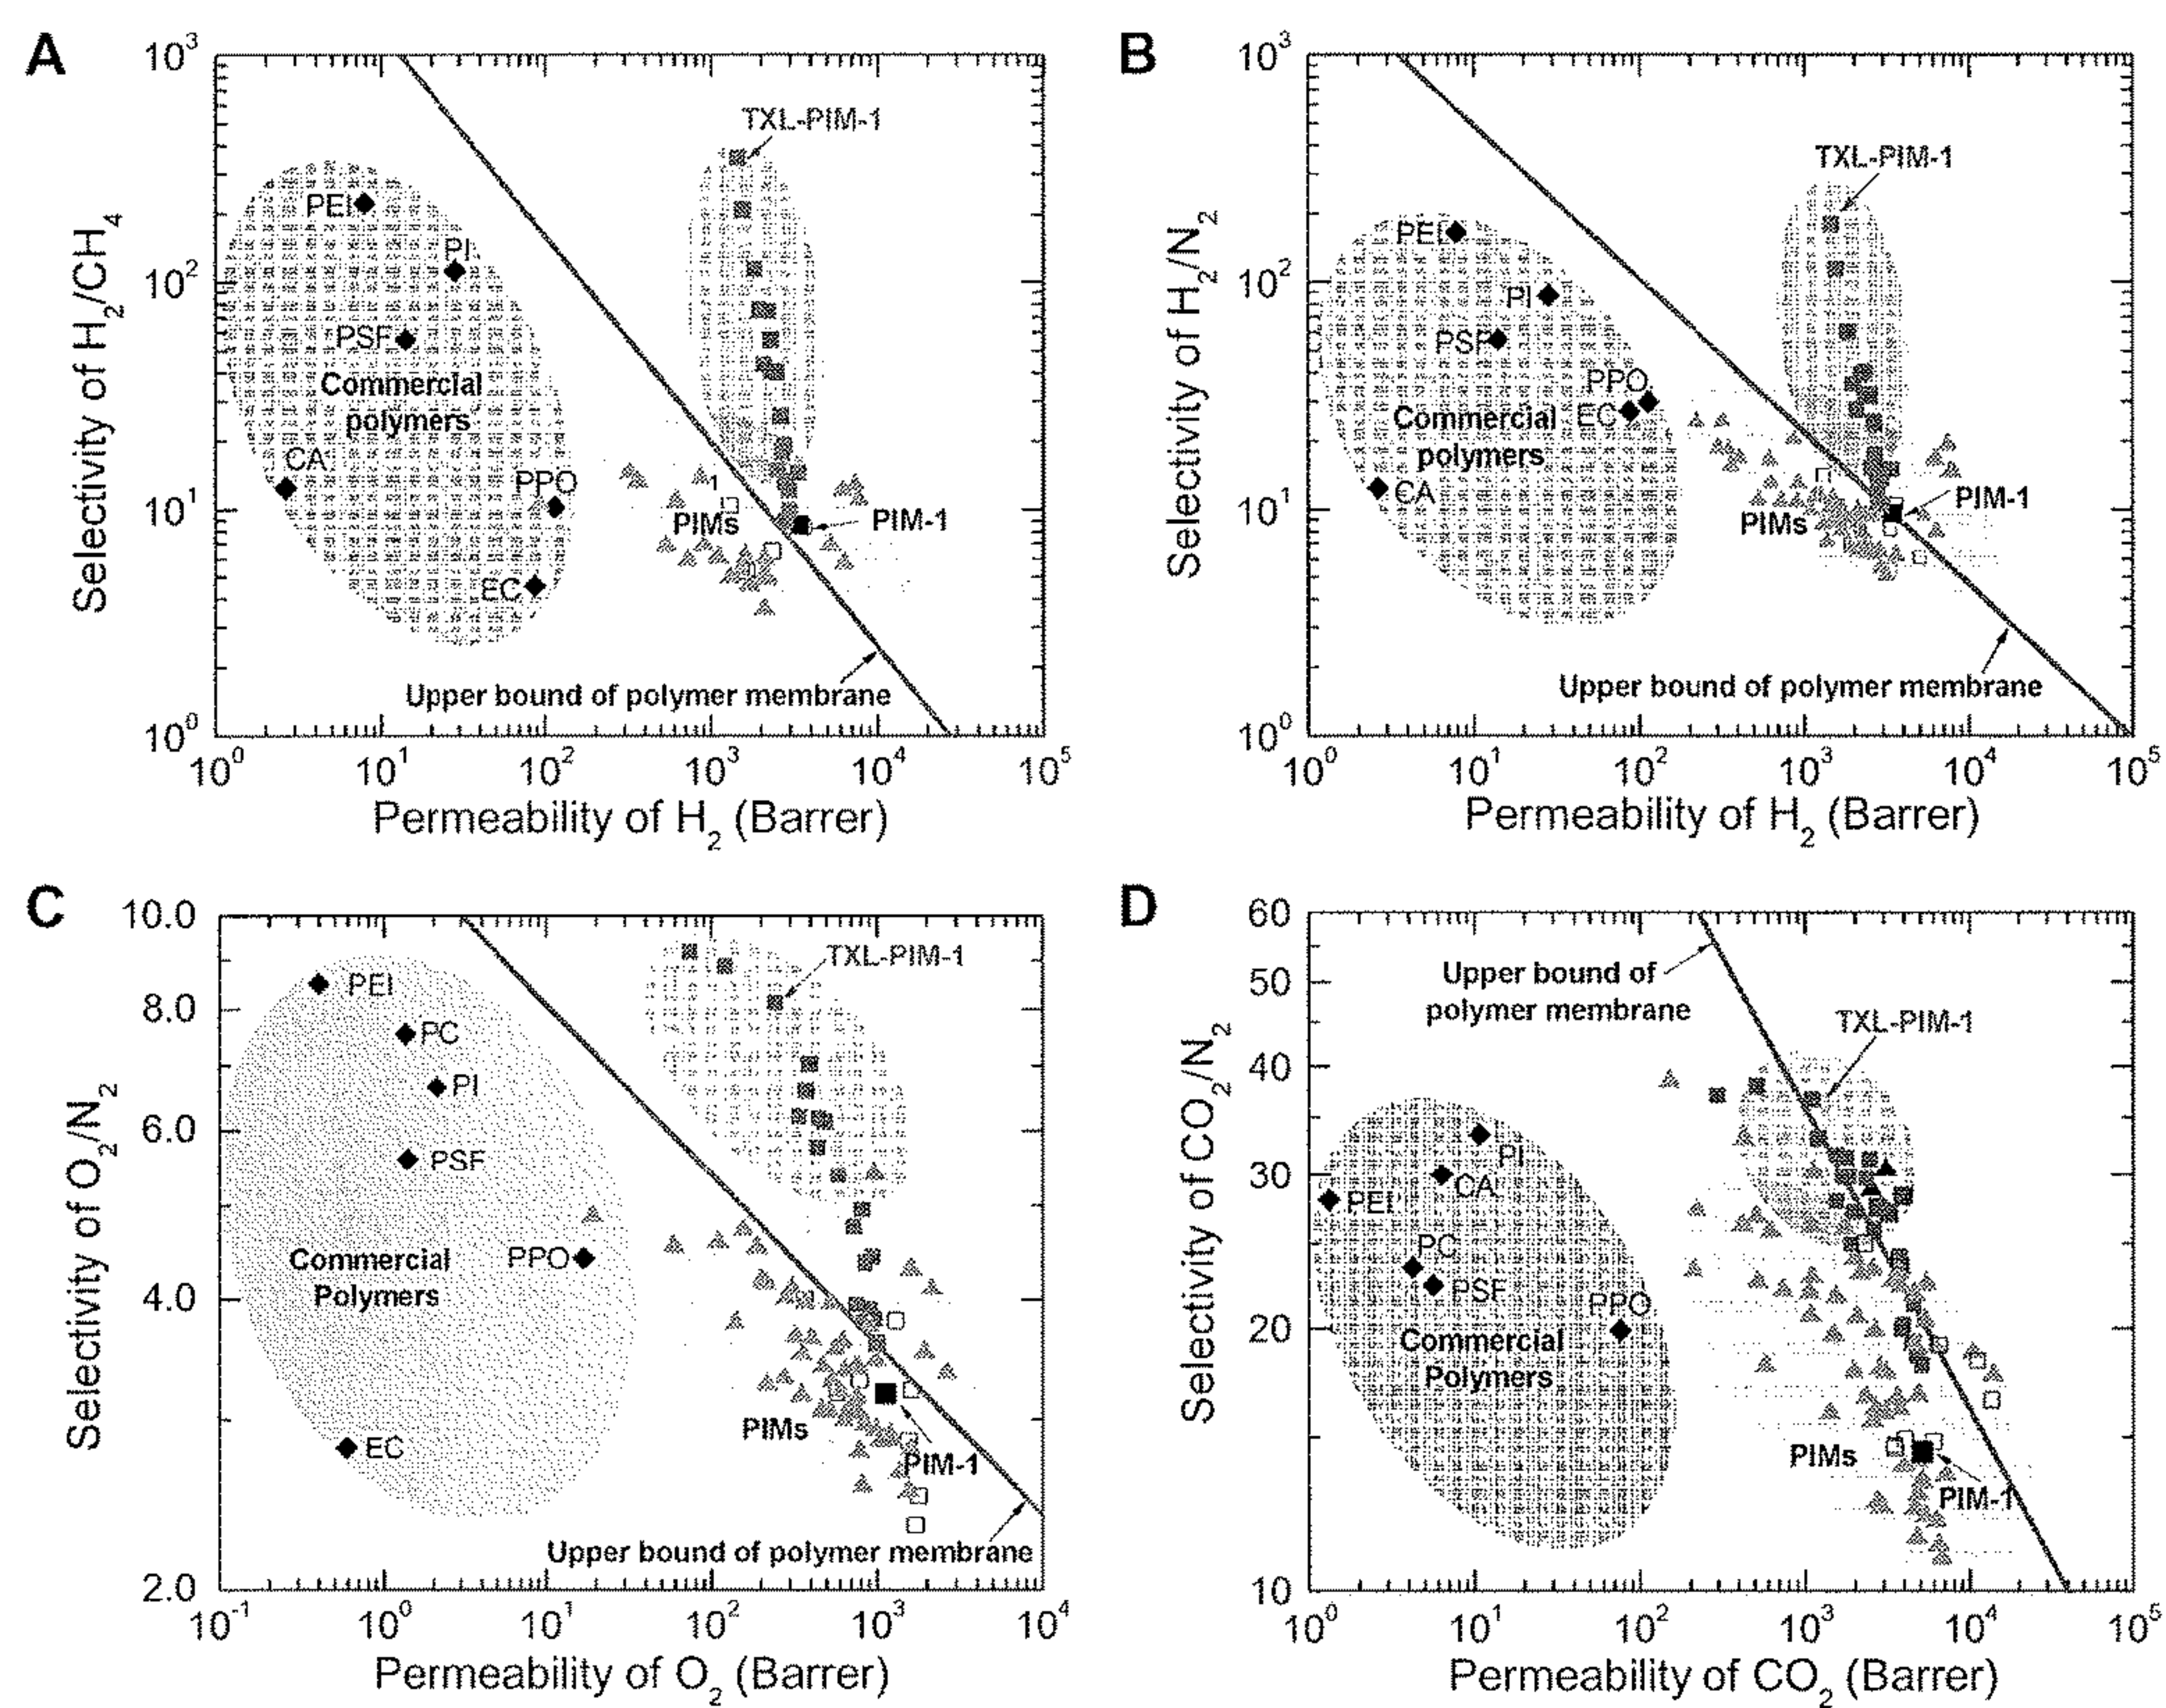 A
10³
10²
10¹
10⁰
Selectivity of H₂/CH₄
TXL-PIM-1
PEI
PI
PSF
Commercial
polymers
CA
PPO
EC
PIMs
PIM-1
Upper bound of polymer membrane
10⁰ 10¹ 10² 10³ 10⁴ 10⁵
Permeability of H₂ (Barrer)
B
10³
10²
10¹
10⁰
Selectivity of H₂/N₂
TXL-PIM-1
PEI
PI
PSF
PPO
EC
Commercial
polymers
CA
PIMs
PIM-1
Upper bound of polymer membrane
10⁰ 10¹ 10² 10³ 10⁴ 10⁵
Permeability of H₂ (Barrer)
C
10.0
8.0
6.0
4.0
2.0
Selectivity of O₂/N₂
TXL-PIM-1
PEI
PC
PI
PSF
PPO
Commercial
Polymers
EC
PIMs
PIM-1
Upper bound of polymer membrane
10⁻¹ 10⁰ 10¹ 10² 10³ 10⁴
Permeability of O₂ (Barrer)
D
60
50
40
30
20
10
Selectivity of CO₂/N₂
Upper bound of
polymer membrane
TXL-PIM-1
PI
CA
PEI
PC
PSF
PPO
Commercial
Polymers
PIMs
PIM-1
10⁰ 10¹ 10² 10³ 10⁴ 10⁵
Permeability of CO₂ (Barrer)